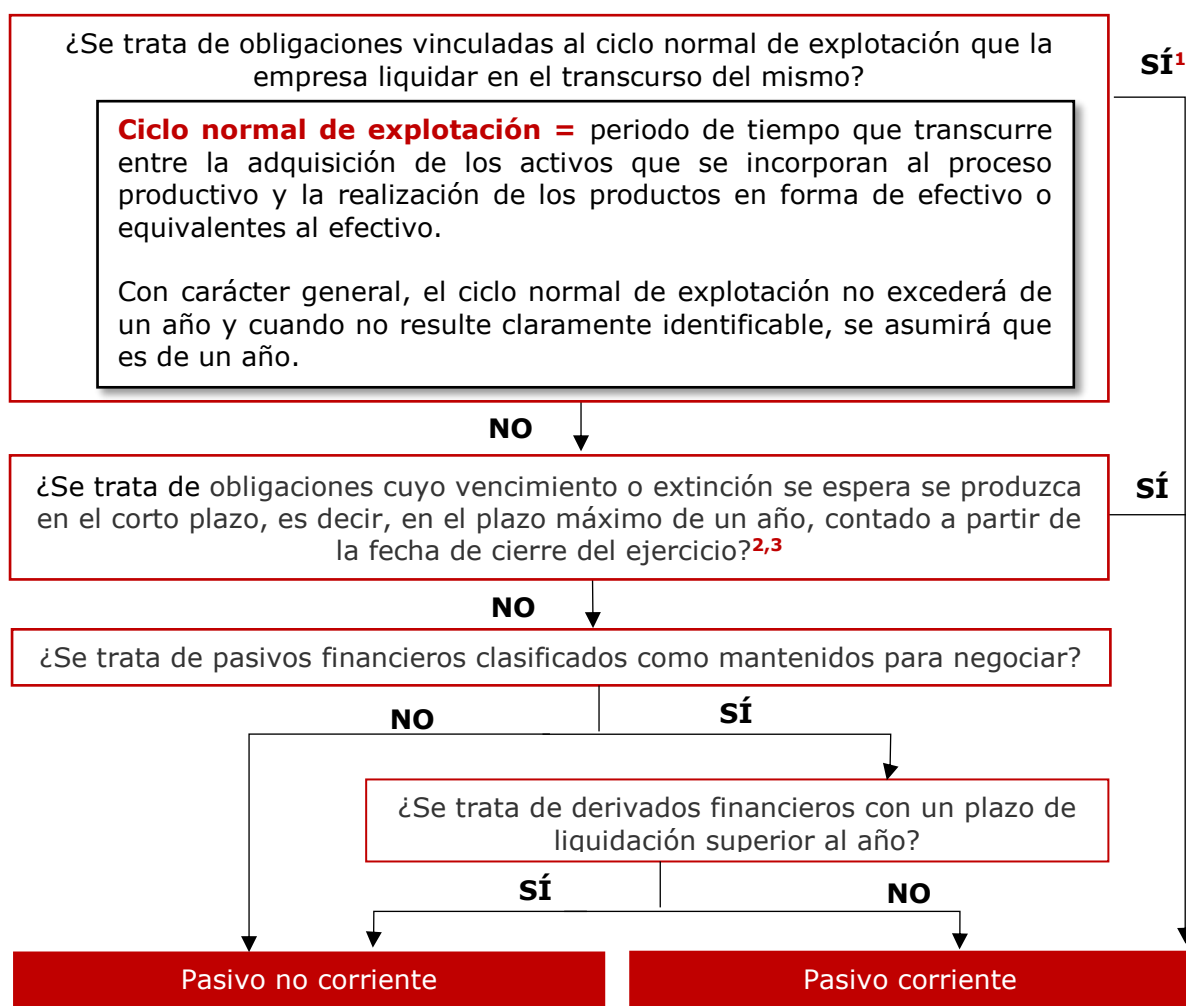 ¿Se trata de obligaciones vinculadas al ciclo normal de explotación que la
empresa liquidar en el transcurso del mismo?
SÍ¹
Ciclo normal de explotación = periodo de tiempo que transcurre
entre la adquisición de los activos que se incorporan al proceso
productivo y la realización de los productos en forma de efectivo o
equivalentes al efectivo.
Con carácter general, el ciclo normal de explotación no excederá de
un año y cuando no resulte claramente identificable, se asumirá que
es de un año.
NO
¿Se trata de obligaciones cuyo vencimiento o extinción se espera se produzca
en el corto plazo, es decir, en el plazo máximo de un año, contado a partir de
la fecha de cierre del ejercicio?²,³
SÍ
NO
¿Se trata de pasivos financieros clasificados como mantenidos para negociar?
NO
SÍ
¿Se trata de derivados financieros con un plazo de
liquidación superior al año?
SÍ
NO
Pasivo no corriente
Pasivo corriente